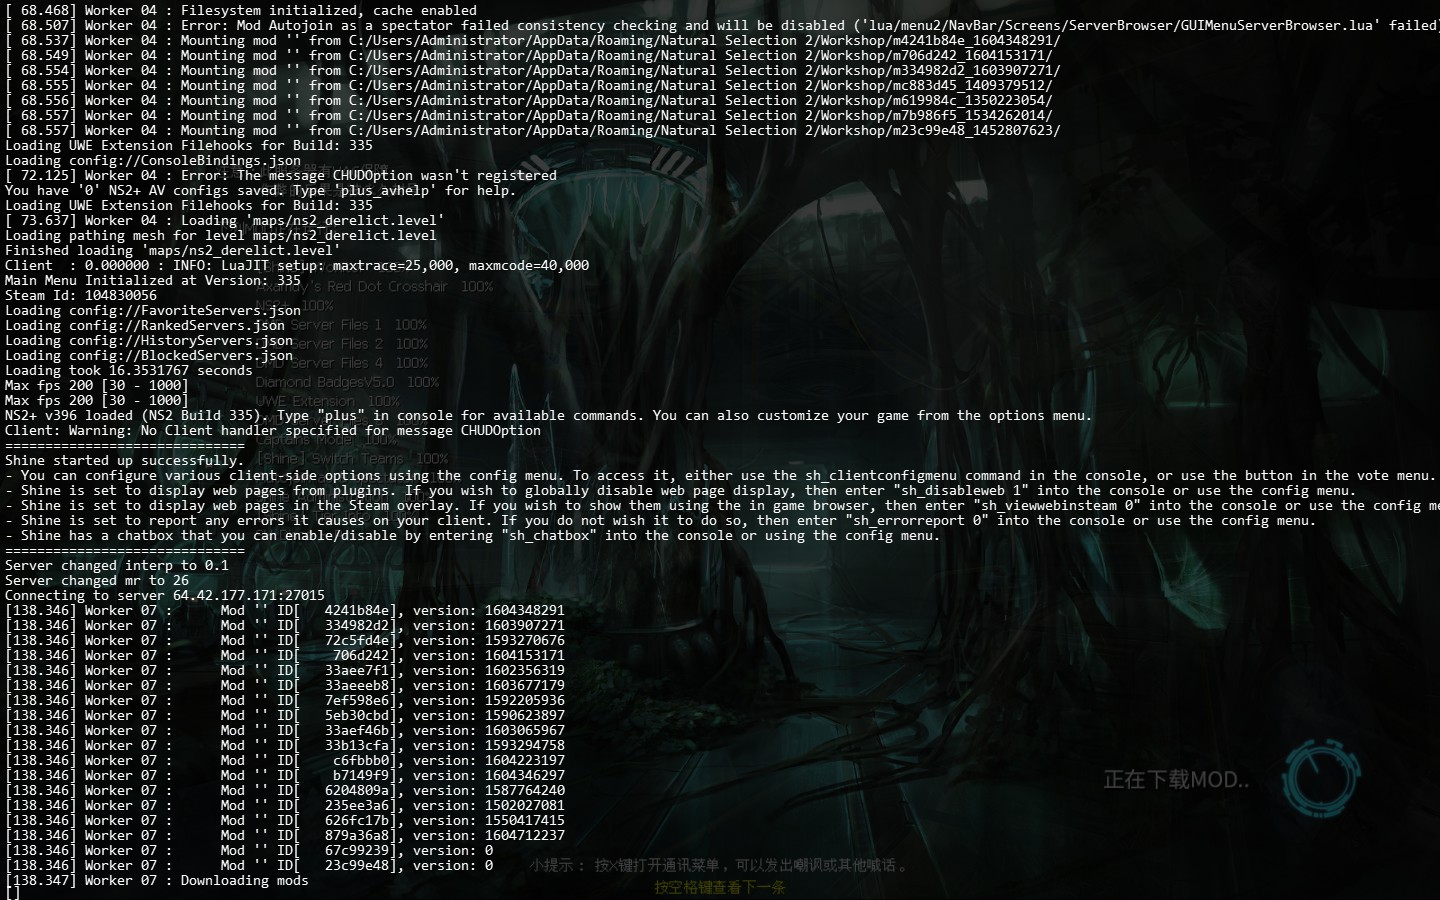 [ 68.468] Worker 04 : Filesystem initialized, cache enabled
[ 68.507] Worker 04 : Error: Mod Autojoin as a spectator failed consistency checking and will be disabled ('lua/menu2/NavBar/Screens/ServerBrowser/GUIMenuServerBrowser.lua' failed)
[ 68.537] Worker 04 : Mounting mod '' from C:/Users/Administrator/AppData/Roaming/Natural Selection 2/Workshop/m4241b84e_1604348291/
[ 68.549] Worker 04 : Mounting mod '' from C:/Users/Administrator/AppData/Roaming/Natural Selection 2/Workshop/m706d242_1604153171/
[ 68.554] Worker 04 : Mounting mod '' from C:/Users/Administrator/AppData/Roaming/Natural Selection 2/Workshop/m334982d2_1603907271/
[ 68.555] Worker 04 : Mounting mod '' from C:/Users/Administrator/AppData/Roaming/Natural Selection 2/Workshop/mc883d45_1409379512/
[ 68.556] Worker 04 : Mounting mod '' from C:/Users/Administrator/AppData/Roaming/Natural Selection 2/Workshop/m619984c_1350223054/
[ 68.557] Worker 04 : Mounting mod '' from C:/Users/Administrator/AppData/Roaming/Natural Selection 2/Workshop/m7b986f5_1534262014/
[ 68.557] Worker 04 : Mounting mod '' from C:/Users/Administrator/AppData/Roaming/Natural Selection 2/Workshop/m23c99e48_1452807623/
Loading UWE Extension Filehooks for Build: 335
Loading config://ConsoleBindings.json
[ 72.125] Worker 04 : Error: The message CHUDOption wasn't registered
You have '0' NS2+ AV configs saved. Type 'plus_avhelp' for help.
Loading UWE Extension Filehooks for Build: 335
[ 73.637] Worker 04 : Loading 'maps/ns2_derelict.level'
Loading pathing mesh for level maps/ns2_derelict.level
Finished loading 'maps/ns2_derelict.level'
Client  : 0.000000 : INFO: LuaJIT setup: maxtrace=25,000, maxmcode=40,000
Main Menu Initialized at Version: 335
Axamdy's Red Dot Crosshair 100%
Steam Id: 104830056
NS2+ 100%
Loading config://FavoriteServers.json
Loading config://RankedServers.json
Server Files 1 100%
Loading config://HistoryServers.json
Server Files 2 100%
Loading config://BlockedServers.json
DMD Server Files 4 100%
Loading took 16.3531767 seconds
Diamond BadgesV5.0 100%
Max fps 200 [30 - 1000]
Max fps 200 [30 - 1000]
UWE Extension 100%
NS2+ v396 loaded (NS2 Build 335). Type "plus" in console for available commands. You can also customize your game from the options menu.
Client: Warning: No Client handler specified for message CHUDOption
Captains Mode 100%
==============================
Shine started up successfully.
[Shine] Switch Teams 100%
- You can configure various client-side options using the config menu. To access it, either use the sh_clientconfigmenu command in the console, or use the button in the vote menu.
- Shine is set to display web pages from plugins. If you wish to globally disable web page display, then enter "sh_disableweb 1" into the console or use the config menu.
- Shine is set to display web pages in the Steam overlay. If you wish to show them using the in game browser, then enter "sh_viewwebinsteam 0" into the console or use the config me
- Shine is set to report any errors it causes on your client. If you do not wish it to do so, then enter "sh_errorreport 0" into the console or use the config menu.
- Shine has a chatbox that you can enable/disable by entering "sh_chatbox" into the console or using the config menu.
==============================
Server changed interp to 0.1
Server changed mr to 26
Connecting to server 64.42.177.171:27015
[138.346] Worker 07 :      Mod '' ID[   4241b84e], version: 1604348291
[138.346] Worker 07 :      Mod '' ID[   334982d2], version: 1603907271
[138.346] Worker 07 :      Mod '' ID[   72c5fd4e], version: 1593270676
[138.346] Worker 07 :      Mod '' ID[    706d242], version: 1604153171
[138.346] Worker 07 :      Mod '' ID[   33aee7f1], version: 1602356319
[138.346] Worker 07 :      Mod '' ID[   33aeeeb8], version: 1603677179
[138.346] Worker 07 :      Mod '' ID[   7ef598e6], version: 1592205936
[138.346] Worker 07 :      Mod '' ID[   5eb30cbd], version: 1590623897
[138.346] Worker 07 :      Mod '' ID[   33aef46b], version: 1603065967
[138.346] Worker 07 :      Mod '' ID[   33b13cfa], version: 1593294758
[138.346] Worker 07 :      Mod '' ID[    c6fbbb0], version: 1604223197
[138.346] Worker 07 :      Mod '' ID[    b7149f9], version: 1604346297
[138.346] Worker 07 :      Mod '' ID[   6204809a], version: 1587764240
[138.346] Worker 07 :      Mod '' ID[   235ee3a6], version: 1502027081
[138.346] Worker 07 :      Mod '' ID[   626fc17b], version: 1550417415
[138.346] Worker 07 :      Mod '' ID[   879a36a8], version: 1604712237
[138.346] Worker 07 :      Mod '' ID[   67c99239], version: 0
[138.346] Worker 07 :      Mod '' ID[   23c99e48], version: 0
[138.347] Worker 07 : Downloading mods
正在下载MOD..
小提示： 按X键打开通讯菜单，可以发出嘲讽或其他喊话。
按空格键查看下一条